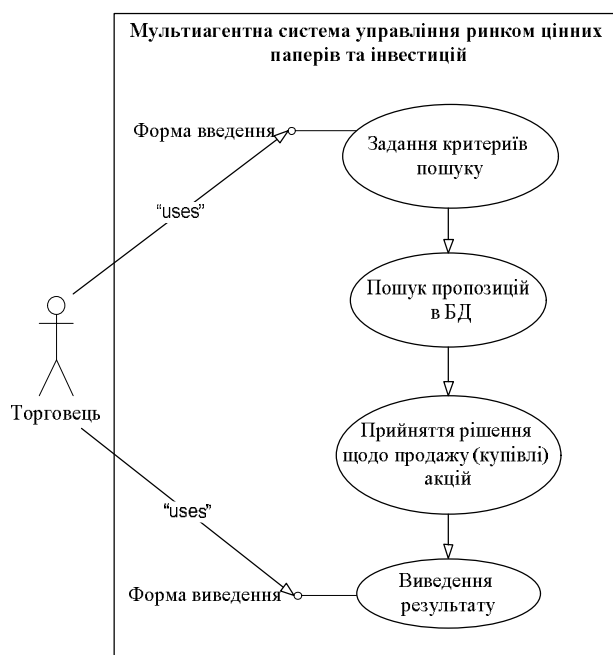 Мультиагентна система управління ринком цінних
паперів та інвестицій
Форма введення
Задання критериїв
пошуку
“uses”
Пошук пропозицій
в БД
Торговець
Прийняття рішення
щодо продажу (купівлі)
акцій
“uses”
Форма виведення
Виведення
результату